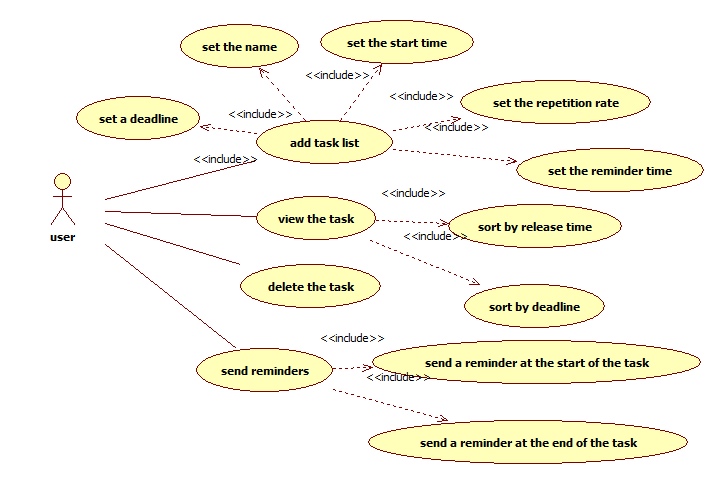 set the name
set the start time
<<include>>
<<include>>
set the repetition rate
set a deadline
<<include>>
<<include>>
add task list
<<include>>
set the reminder time
user
<<include>>
view the task
sort by release time
<<include>>
delete the task
sort by deadline
<<include>>
send reminders
send a reminder at the start of the task
<<include>>
send a reminder at the end of the task